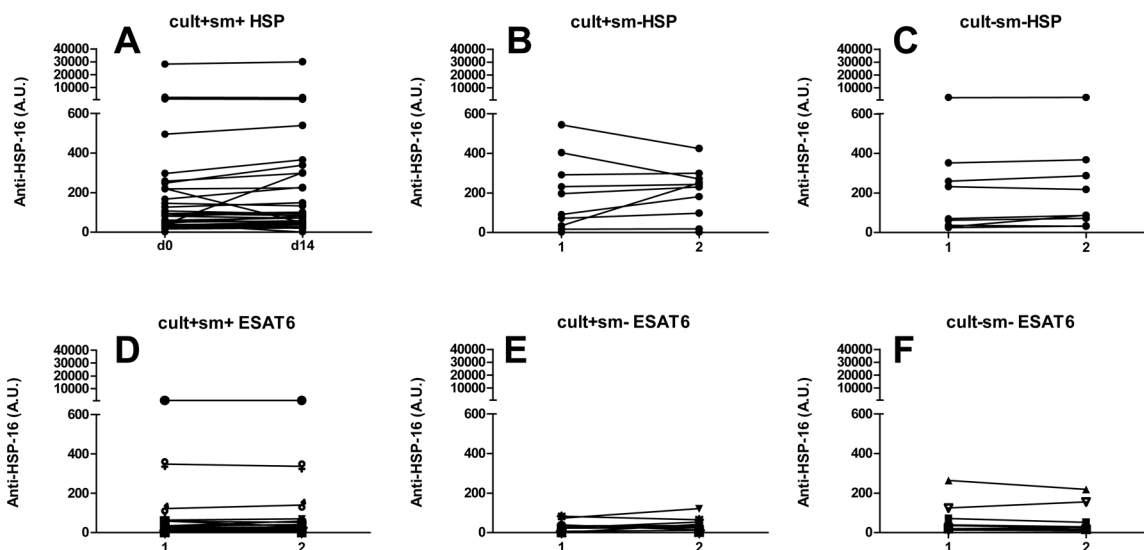 A
cult+sm+ HSP
Anti-HSP-16 (A.U.)
40000
30000
20000
10000
600
400
200
0
d0
d14
B
cult+sm-HSP
Anti-HSP-16 (A.U.)
40000
30000
20000
10000
600
400
200
0
1
2
C
cult-sm-HSP
Anti-HSP-16 (A.U.)
40000
30000
20000
10000
600
400
200
0
1
2
D
cult+sm+ ESAT6
Anti-HSP-16 (A.U.)
40000
30000
20000
10000
600
400
200
0
1
2
E
cult+sm- ESAT6
Anti-HSP-16 (A.U.)
40000
30000
20000
10000
600
400
200
0
1
2
F
cult-sm- ESAT6
Anti-HSP-16 (A.U.)
40000
30000
20000
10000
600
400
200
0
1
2